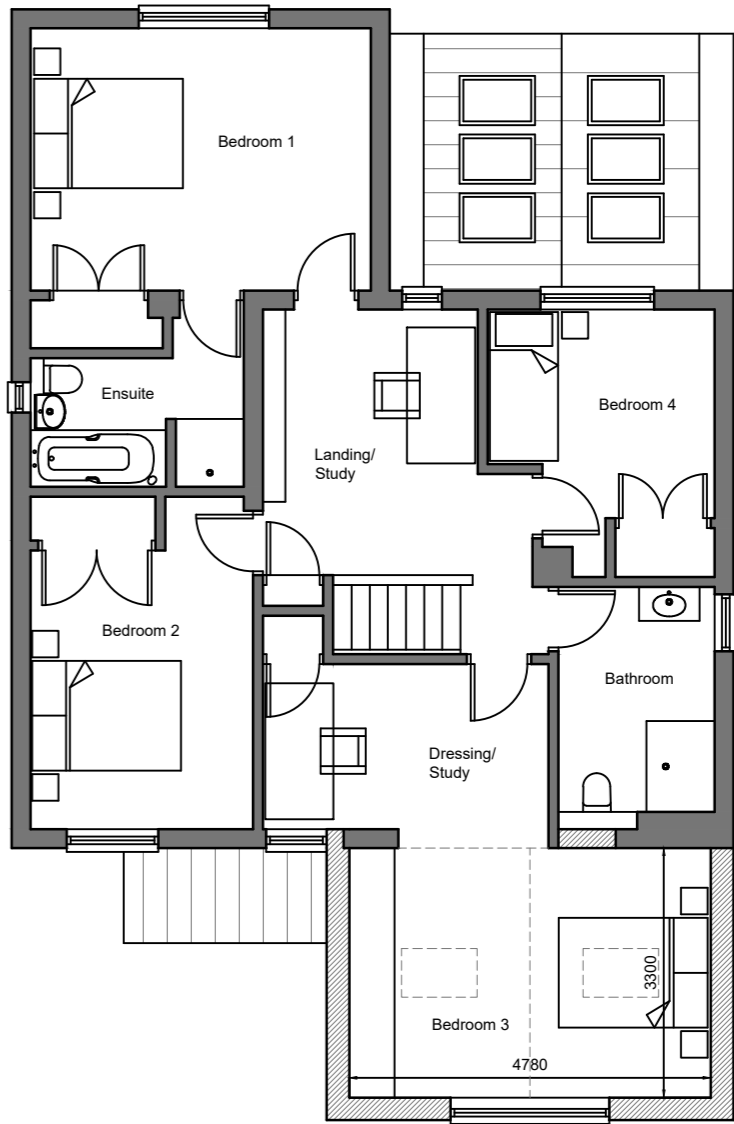 Bedroom 1
Ensuite
Bedroom 4
Landing/
Study
Bedroom 2
Bathroom
Dressing/
Study
3300
Bedroom 3
4780